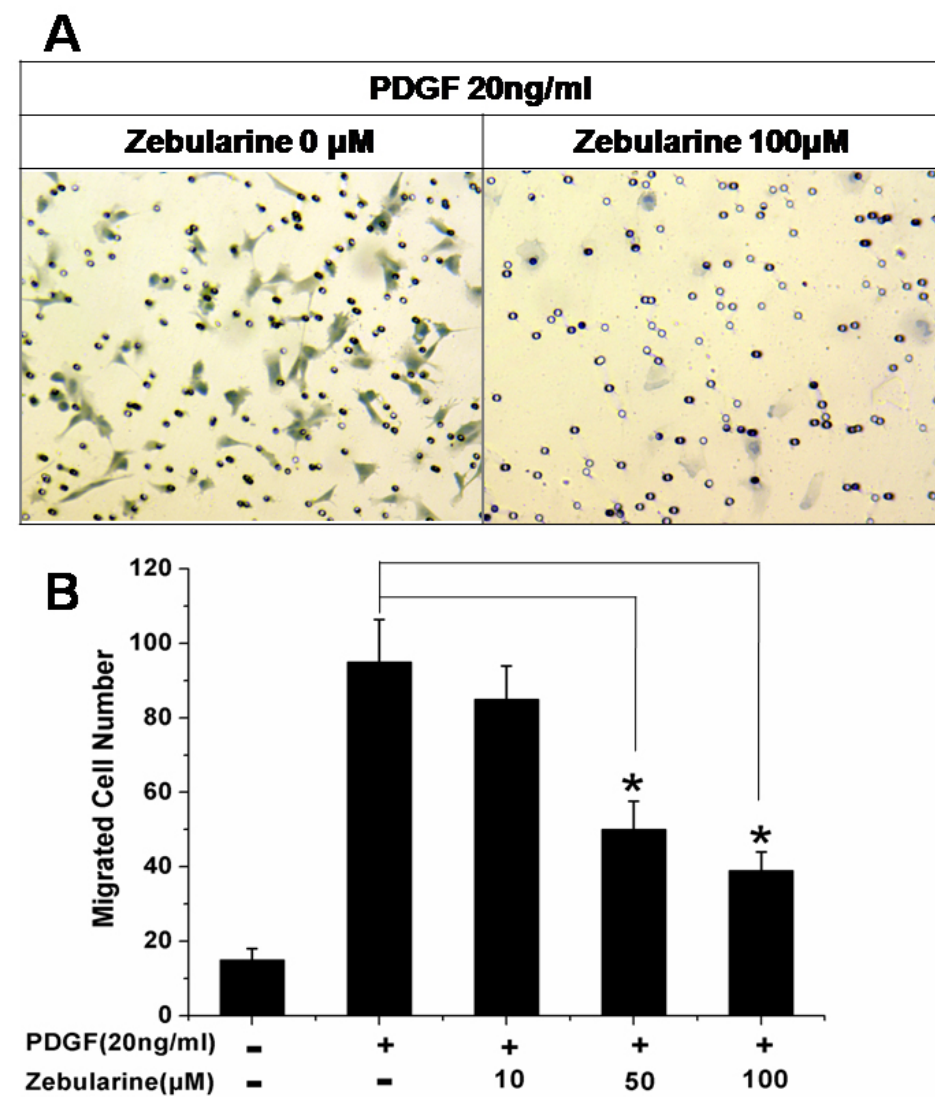 A
PDGF 20ng/ml
Zebularine 0 µM Zebularine 100µM
B
120
100
80
60
40
20
0
Migrated Cell Number
*
*
PDGF(20ng/ml) - + + + +
Zebularine(µM) - - 10 50 100